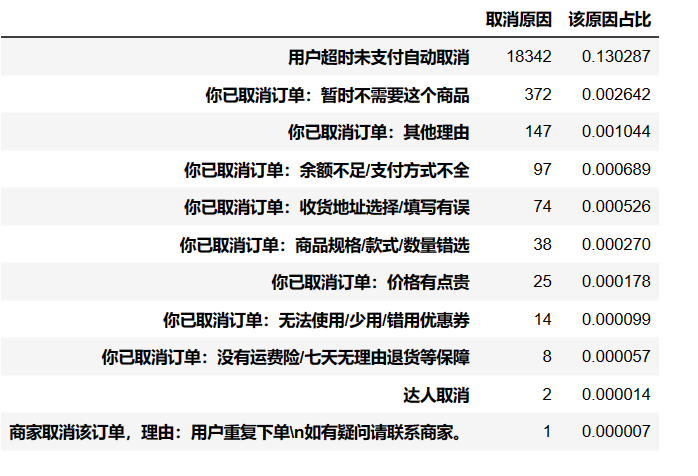 取消原因 该原因占比
用户超时未支付自动取消 18342 0.130287
你已取消订单：暂时不需要这个商品 372 0.002642
你已取消订单：其他理由 147 0.001044
你已取消订单：余额不足/支付方式不全 97 0.000689
你已取消订单：收货地址选择/填写有误 74 0.000526
你已取消订单：商品规格/款式/数量错选 38 0.000270
你已取消订单：价格有点贵 25 0.000178
你已取消订单：无法使用/少用/错用优惠券 14 0.000099
你已取消订单：没有运费险/七天无理由退货等保障 8 0.000057
达人取消 2 0.000014
商家取消该订单，理由：用户重复下单\n如有疑问请联系商家。 1 0.000007